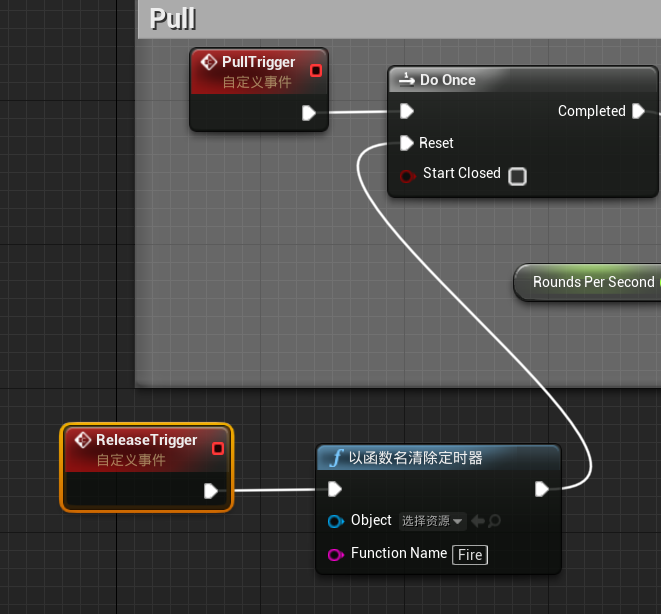 Pull
PullTrigger
自定义事件
Do Once
Completed
Reset
Start Closed
Rounds Per Second
ReleaseTrigger
自定义事件
f 以函数名清除定时器
Object 选择资源
Function Name Fire